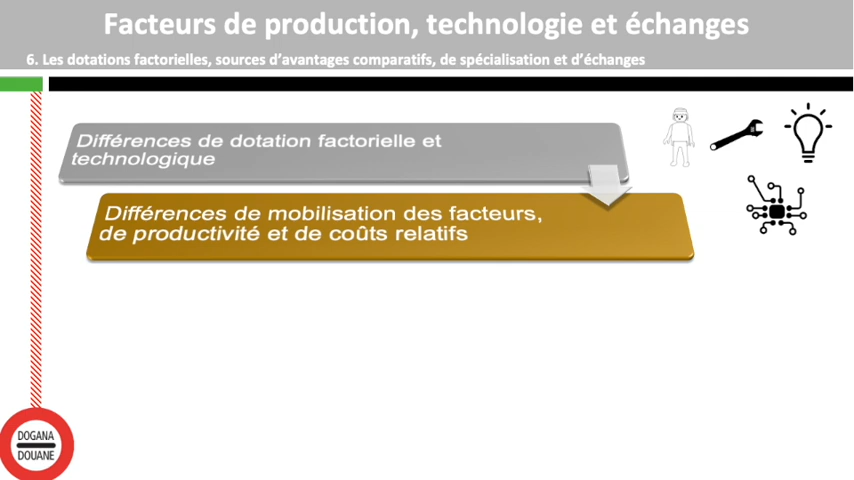 Facteurs de production, technologie et échanges
6. Les dotations factorielles, sources d'avantages comparatifs, de spécialisation et d'échanges
Différences de dotation factorielle et
technologique
Différences de mobilisation des facteurs,
de productivité et de coûts relatifs
DOGANA
DOUANE